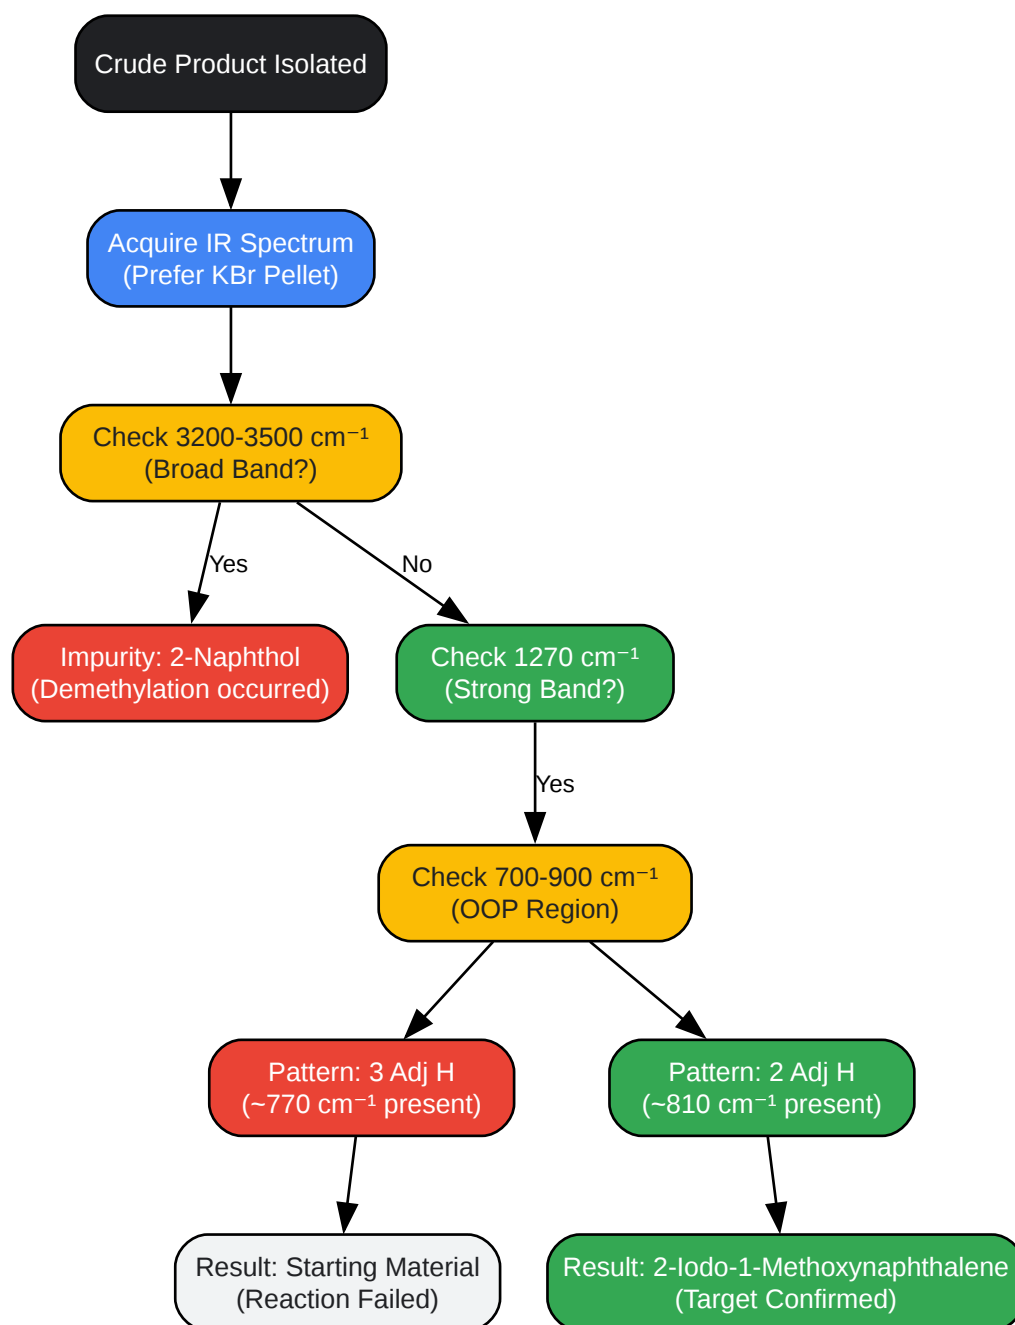 Crude Product Isolated
Acquire IR Spectrum
(Prefer KBr Pellet)
Check 3200-3500 cm⁻¹
(Broad Band?)
Yes
No
Impurity: 2-Naphthol
(Demethylation occurred)
Check 1270 cm⁻¹
(Strong Band?)
Yes
Check 700-900 cm⁻¹
(OOP Region)
Pattern: 3 Adj H
(~770 cm⁻¹ present)
Pattern: 2 Adj H
(~810 cm⁻¹ present)
Result: Starting Material
(Reaction Failed)
Result: 2-Iodo-1-Methoxynaphthalene
(Target Confirmed)